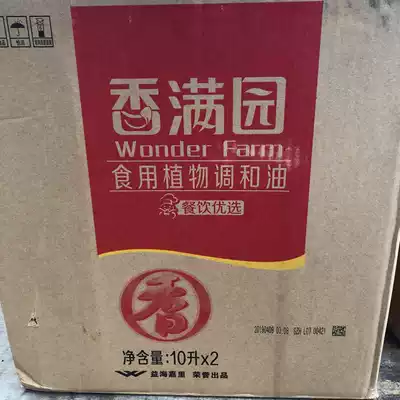 香满园
Wonder Farm
食用植物调和油
餐饮优选
香
净含量:10升x2
益海嘉里 荣誉出品